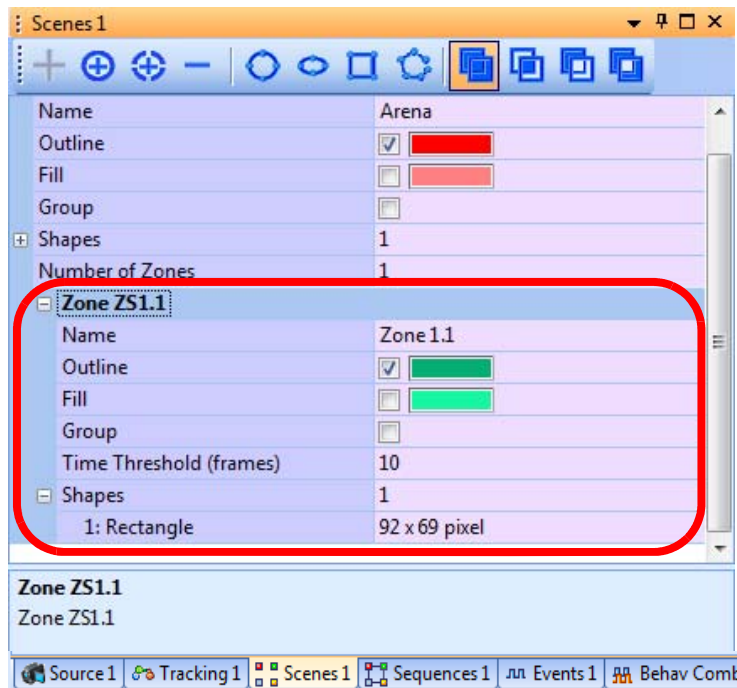 Scenes 1
Name Arena
Outline
Fill
Group
Shapes 1
Number of Zones 1
Zone ZS1.1
Name Zone 1.1
Outline
Fill
Group
Time Threshold (frames) 10
Shapes 1
1: Rectangle 92 x 69 pixel
Zone ZS1.1
Zone ZS1.1
Source 1 Tracking 1 Scenes 1 Sequences 1 Events 1 Behav Comb